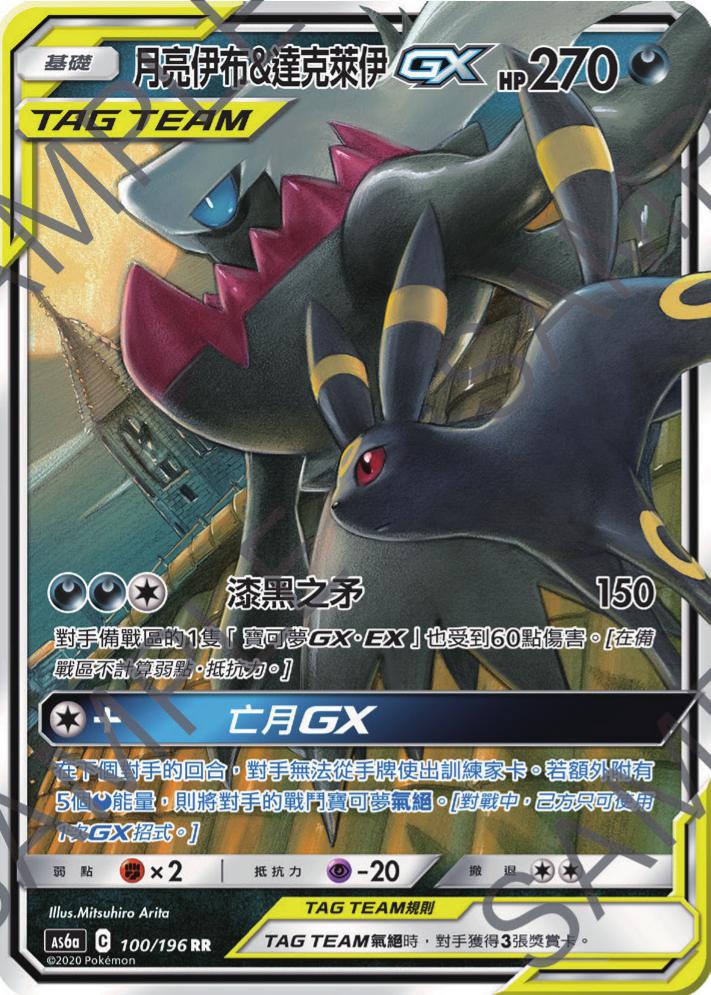 基礎 月亮伊布&達克萊伊 GX HP 270
TAG TEAM
漆黑之矛 150
對手備戰區的1隻「寶可夢GX・EX」也受到60點傷害。[在備
戰區不計算弱點・抵抗力。]
+ 亡月GX
在下個對手的回合，對手無法從手牌使出訓練家卡。若額外附有
5個能量，則將對手的戰鬥寶可夢氣絕。[對戰中，己方只可使用
1次GX招式。]
弱點 ×2 抵抗力 -20 撤退
Illus.Mitsuhiro Arita
TAG TEAM規則
AS6a C 100/196 RR
TAG TEAM氣絕時，對手獲得3張獎賞卡。
©2020 Pokémon
SAMPLE